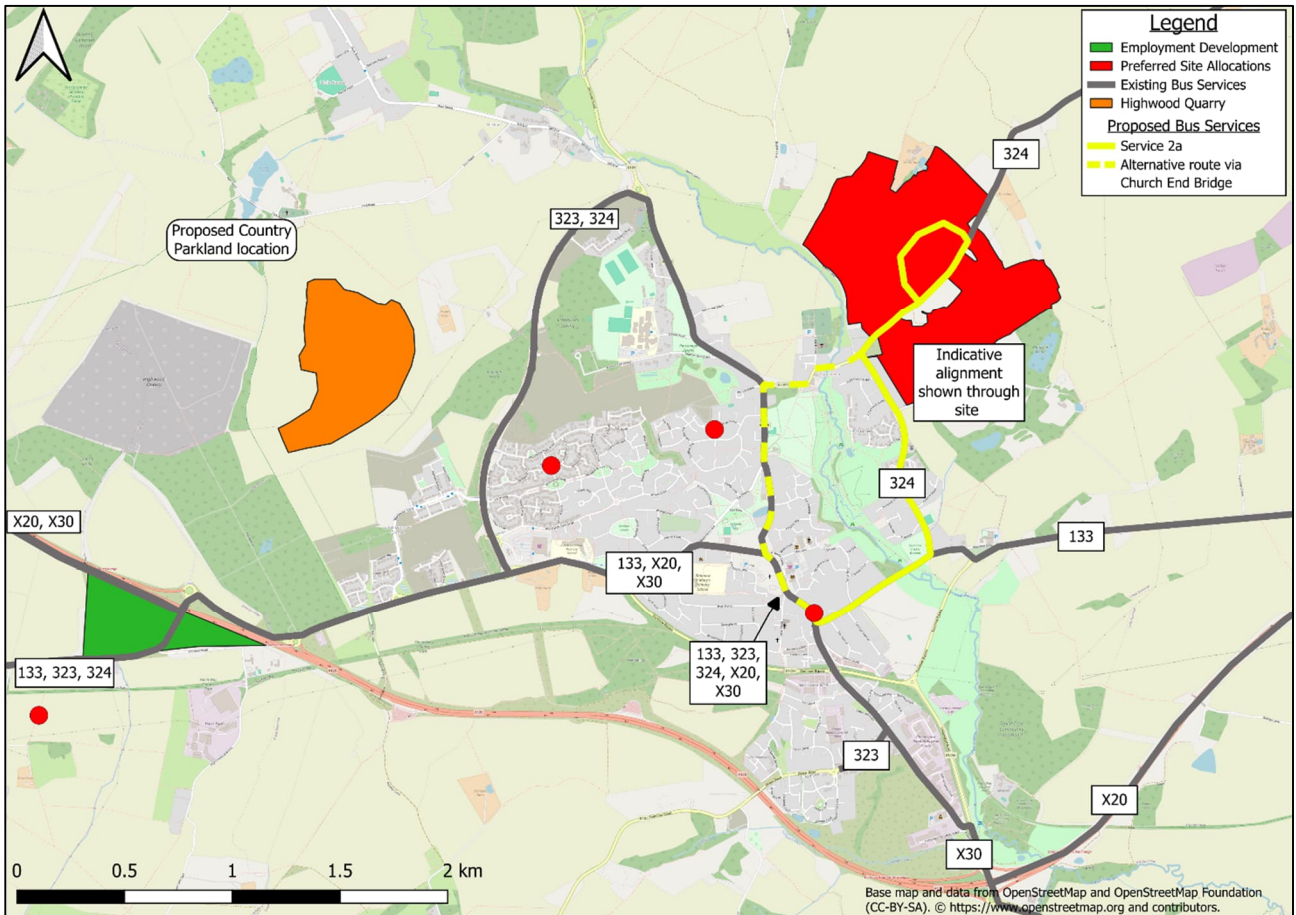 Legend
Employment Development
Preferred Site Allocations
Existing Bus Services
Highwood Quarry
Proposed Bus Services
Service 2a
Alternative route via
Church End Bridge
324
323, 324
Proposed Country
Parkland location
Indicative
alignment
shown through
site
324
X20, X30
133
133, X20,
X30
133, 323,
324, X20,
X30
133, 323, 324
323
X20
X30
0 0.5 1 1.5 2 km
Base map and data from OpenStreetMap and OpenStreetMap Foundation
(CC-BY-SA). © https://www.openstreetmap.org and contributors.